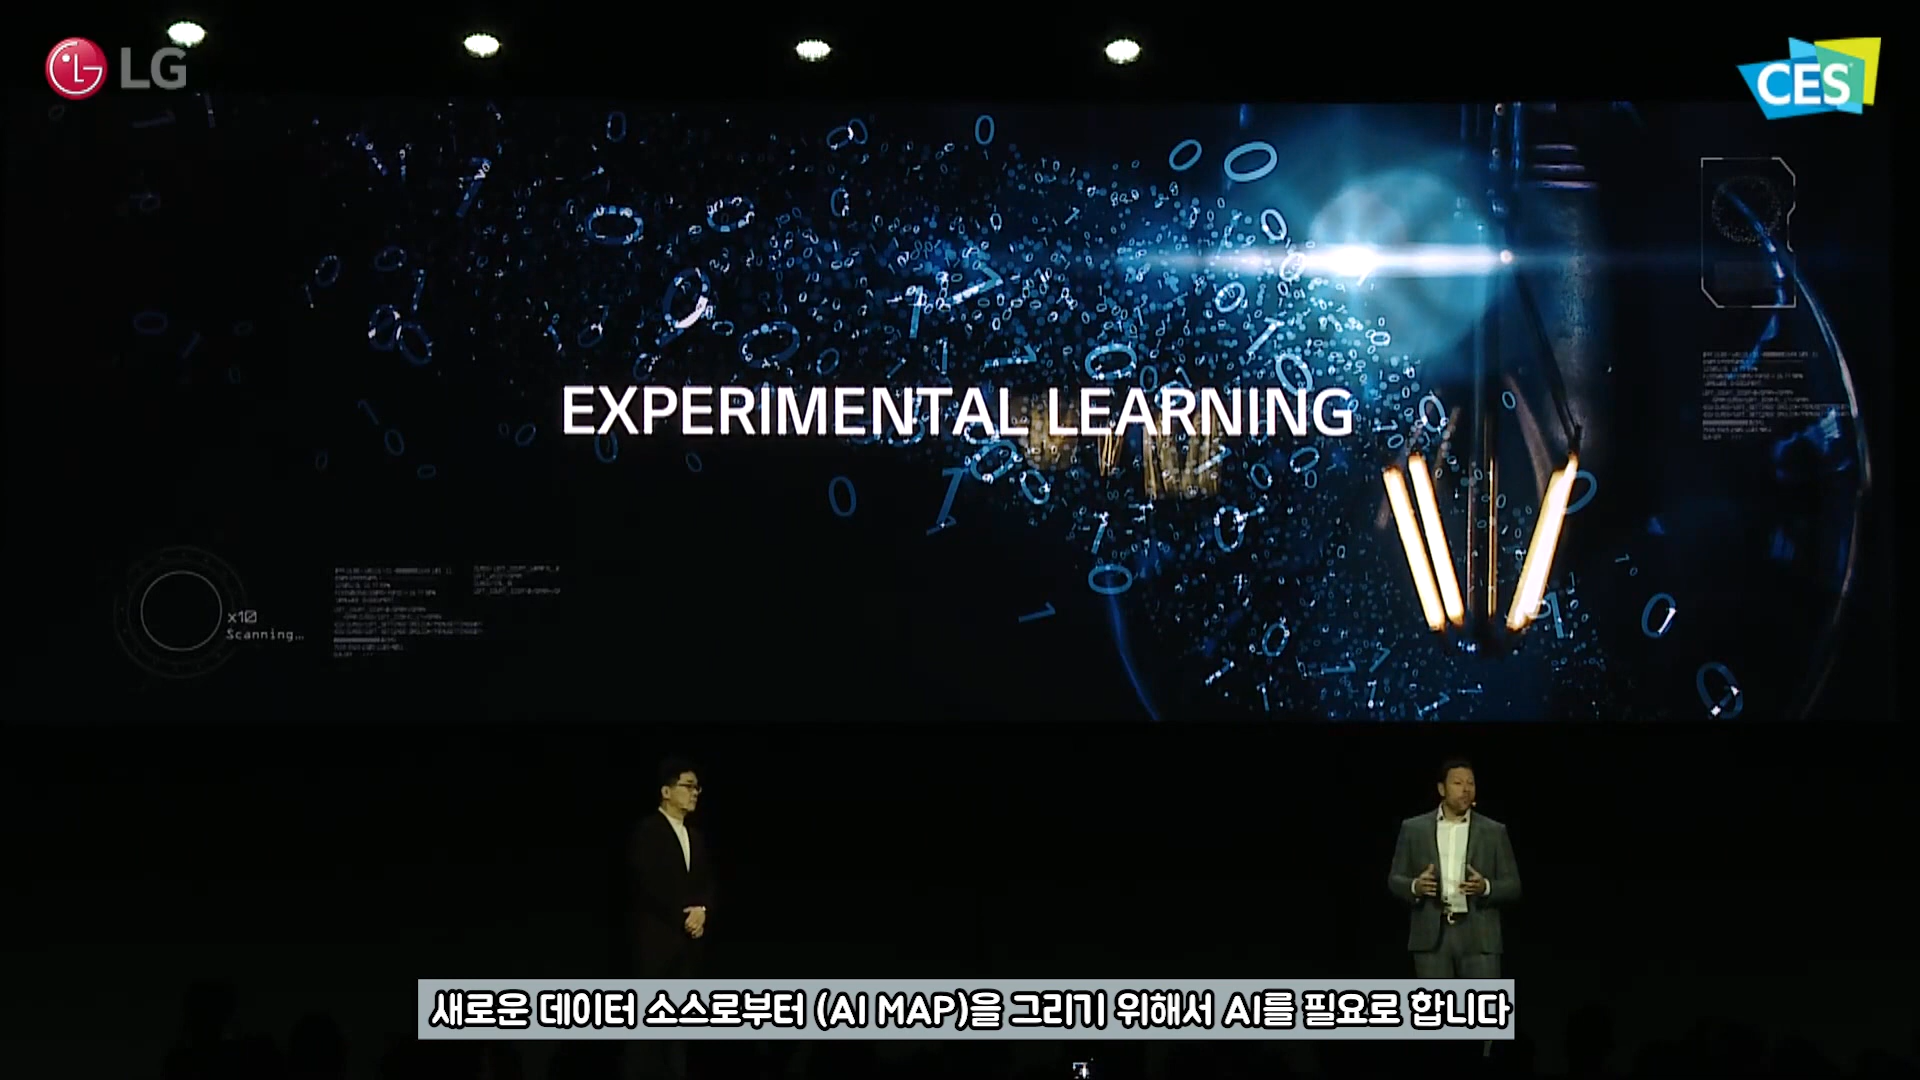 LG
CES
EXPERIMENTAL LEARNING
x10
Scanning...
새로운 데이터 소스로부터 (AI MAP)을 그리기 위해서 AI를 필요로 합니다